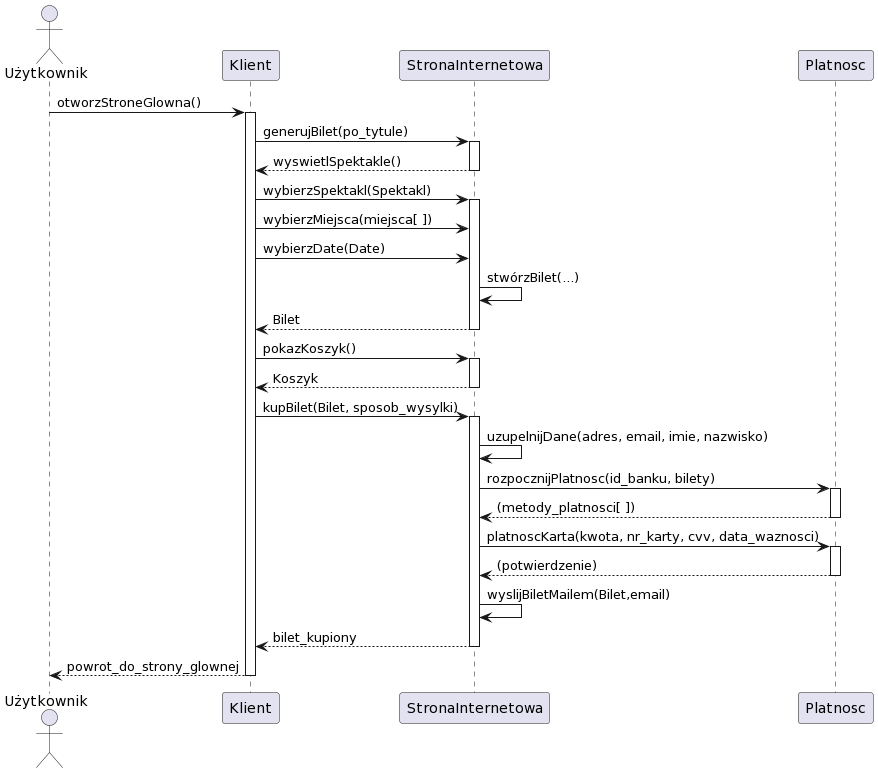 Użytkownik
Klient
StronaInternetowa
Platnosc
otworzStroneGlowna()
generujBilet(po_tytule)
wyswietlSpektakle()
wybierzSpektakl(Spektakl)
wybierzMiejsca(miejsca[ ])
wybierzDate(Date)
stwórzBilet(...)
Bilet
pokazKoszyk()
Koszyk
kupBilet(Bilet, sposob_wysylki)
uzupelnijDane(adres, email, imie, nazwisko)
rozpocznijPlatnosc(id_banku, bilety)
(metody_platnosci[ ])
platnoscKarta(kwota, nr_karty, cvv, data_waznosci)
(potwierdzenie)
wyslijBiletMailem(Bilet,email)
bilet_kupiony
powrot_do_strony_glownej
Użytkownik
Klient
StronaInternetowa
Platnosc